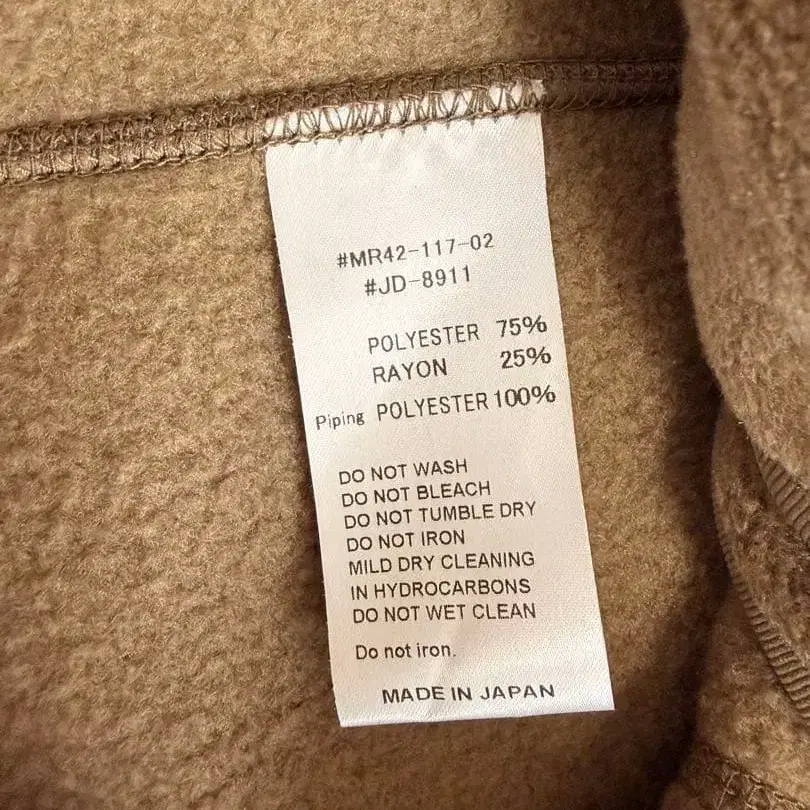 #MR42-117-02
#JD-8911
POLYESTER 75%
RAYON 25%
Piping POLYESTER 100%
DO NOT WASH
DO NOT BLEACH
DO NOT TUMBLE DRY
DO NOT IRON
MILD DRY CLEANING
IN HYDROCARBONS
DO NOT WET CLEAN
Do not iron.
MADE IN JAPAN